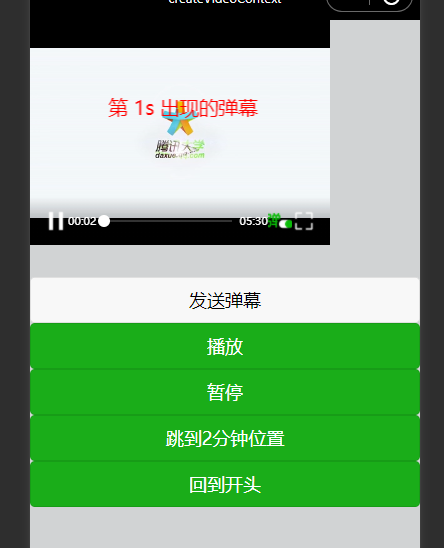 createVideoContext
第 1s 出现的弹幕
腾讯大学
daxue.qq.com
00:02
05:30
弹
发送弹幕
播放
暂停
跳到2分钟位置
回到开头